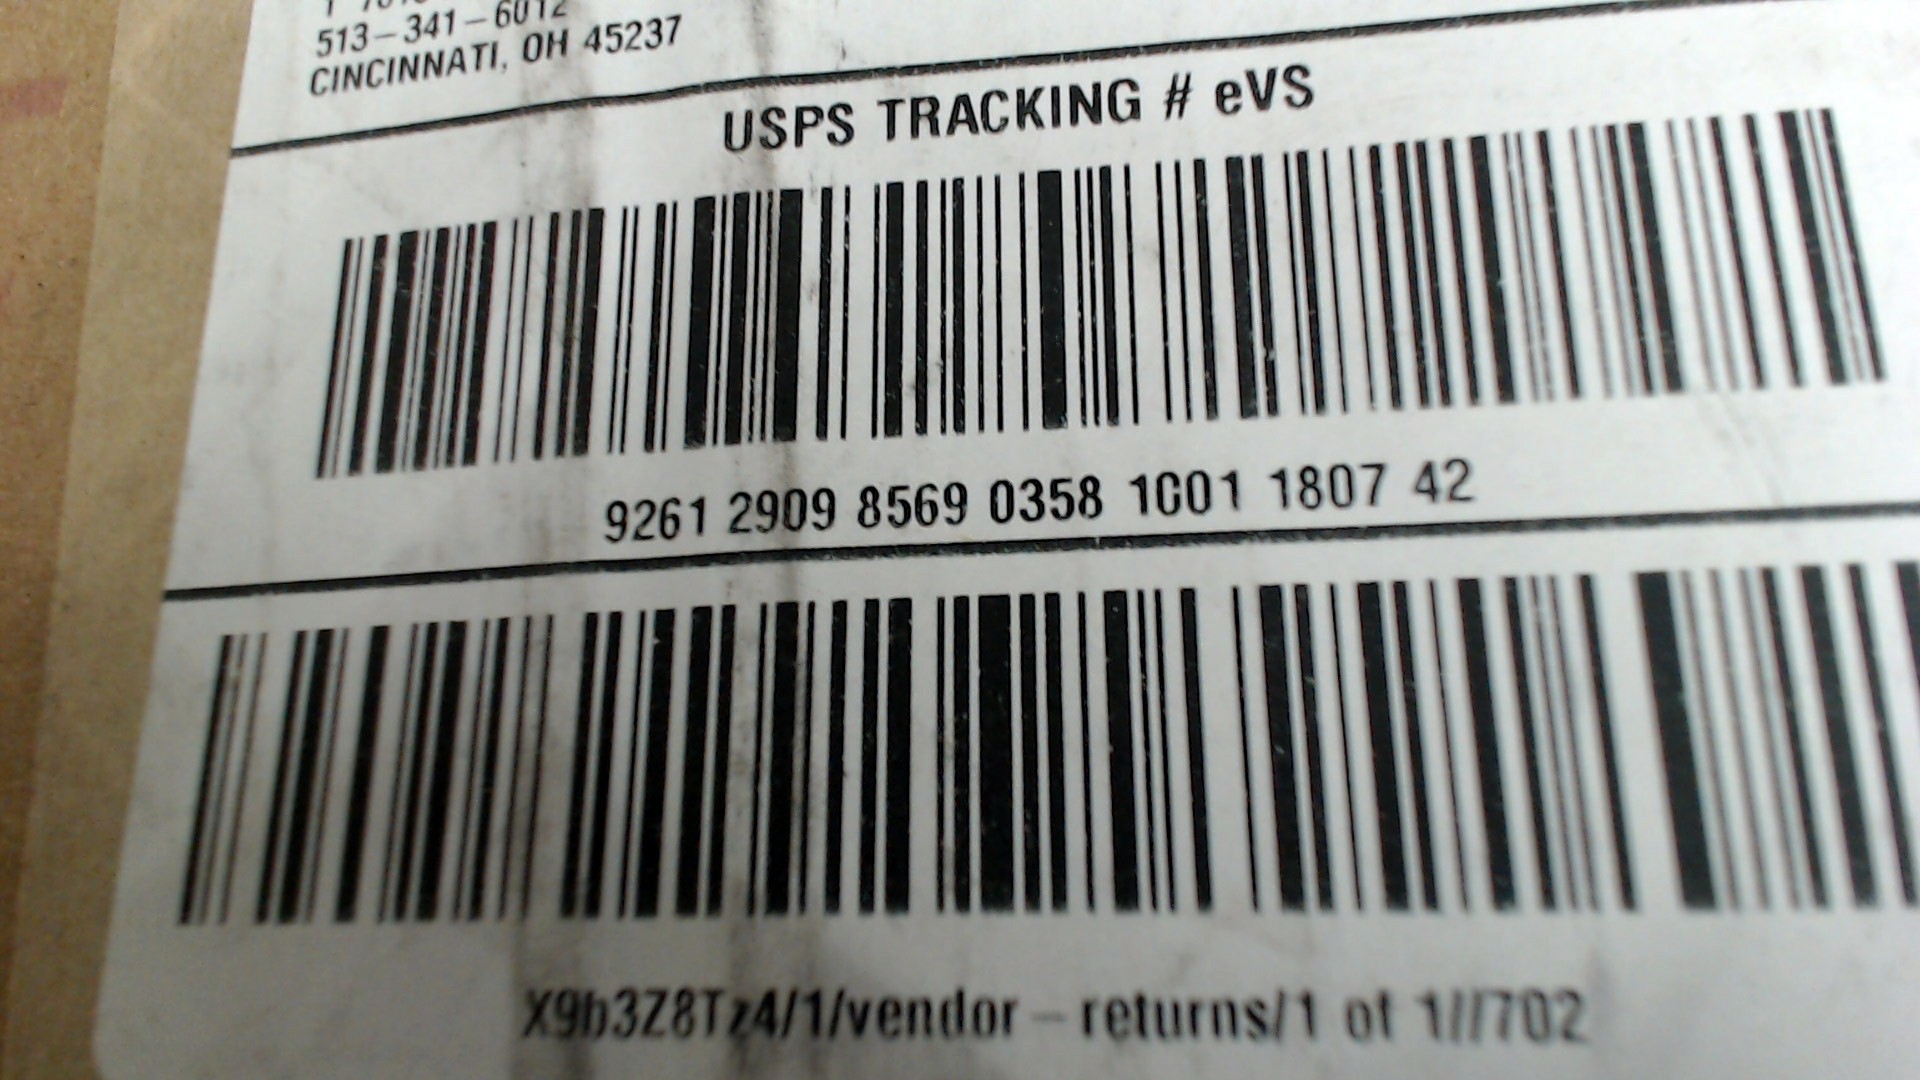 513-341-6012
CINCINNATI, OH 45237
USPS TRACKING # eVS
9261 2909 8569 0358 1001 1807 42
X9b3Z8Tz4/1/vendor-returns/1 of 1///702